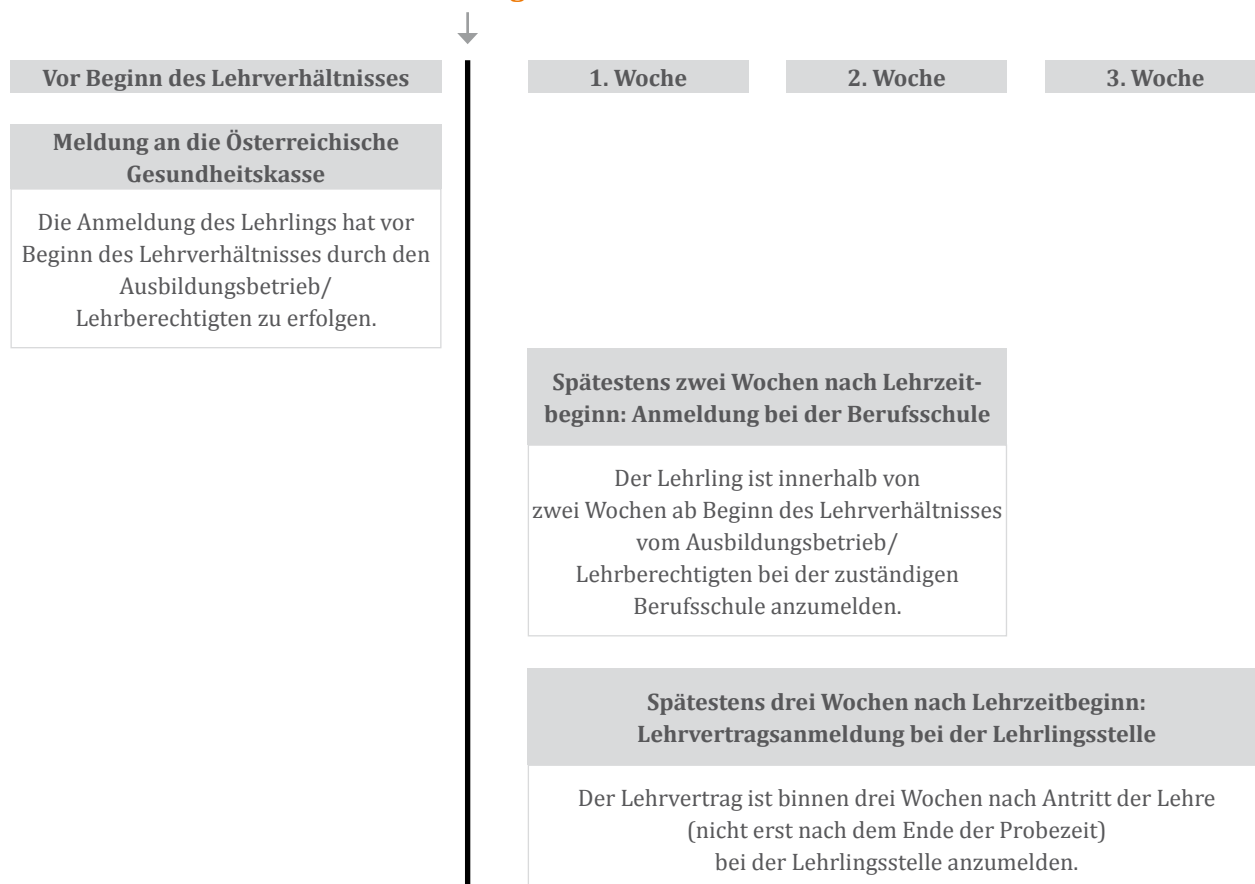 Vor Beginn des Lehrverhältnisses
1. Woche
2. Woche
3. Woche
Meldung an die Österreichische
Gesundheitskasse
Die Anmeldung des Lehrlings hat vor
Beginn des Lehrverhältnisses durch den
Ausbildungsbetrieb/
Lehrberechtigten zu erfolgen.
Spätestens zwei Wochen nach Lehrzeit-
beginn: Anmeldung bei der Berufsschule
Der Lehrling ist innerhalb von
zwei Wochen ab Beginn des Lehrverhältnisses
vom Ausbildungsbetrieb/
Lehrberechtigten bei der zuständigen
Berufsschule anzumelden.
Spätestens drei Wochen nach Lehrzeitbeginn:
Lehrvertragsanmeldung bei der Lehrlingsstelle
Der Lehrvertrag ist binnen drei Wochen nach Antritt der Lehre
(nicht erst nach dem Ende der Probezeit)
bei der Lehrlingsstelle anzumelden.